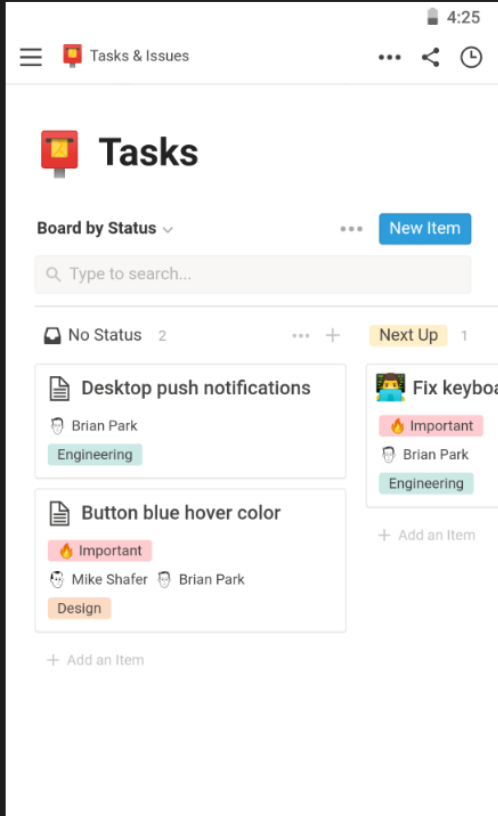 4:25
Tasks & Issues
Tasks
Board by Status
New Item
Type to search...
No Status 2
Desktop push notifications
Brian Park
Engineering
Button blue hover color
Important
Mike Shafer Brian Park
Design
+ Add an Item
Next Up 1
Fix keyboa
Important
Brian Park
Engineering
+ Add an Item